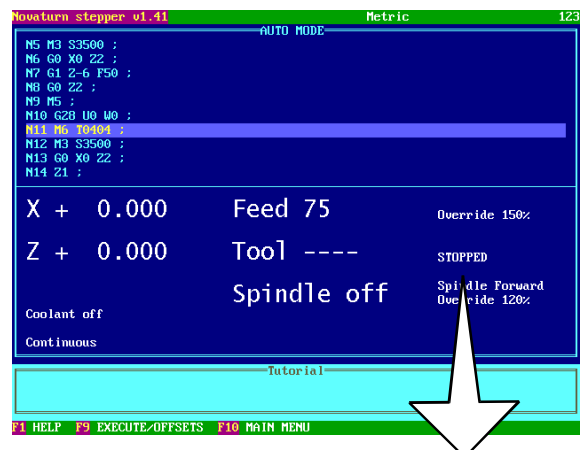 Novaturn stepper v1.41 Metric 123
AUTO MODE
N5 M3 S3500 ;
N6 G0 X0 Z2 ;
N7 G1 Z-6 F50 ;
N8 G0 Z2 ;
N9 M5 ;
N10 G28 U0 W0 ;
N11 M6 T0404 ;
N12 M3 S3500 ;
N13 G0 X0 Z2 ;
N14 Z1 ;
X + 0.000 Feed 75 Override 150%
Z + 0.000 Tool ---- STOPPED
Spindle off Spindle Forward
Override 120%
Coolant off
Continuous
Tutorial
F1 HELP F9 EXECUTE/OFFSETS F10 MAIN MENU